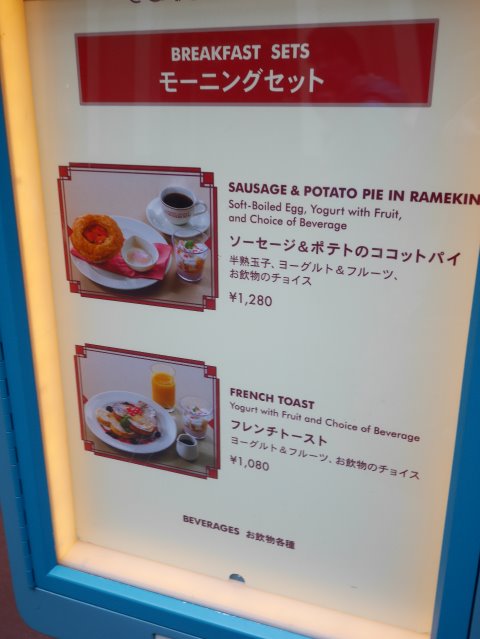 BREAKFAST SETS
モーニングセット
SAUSAGE & POTATO PIE IN RAMEKIN
Soft-Boiled Egg, Yogurt with Fruit,
and Choice of Beverage
ソーセージ&ポテトのココットパイ
半熟玉子、ヨーグルト&フルーツ、
お飲物のチョイス
¥1,280
FRENCH TOAST
Yogurt with Fruit and Choice of Beverage
フレンチトースト
ヨーグルト&フルーツ、お飲物のチョイス
¥1,080
BEVERAGES お飲物各種